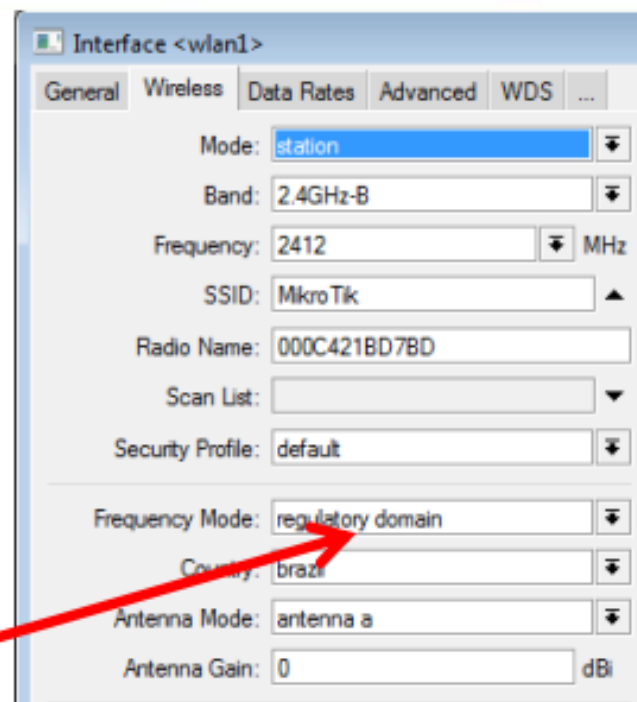 Interface <wlan1>
General Wireless Data Rates Advanced WDS ...
Mode: station
Band: 2.4GHz-B
Frequency: 2412 MHz
SSID: MikroTik
Radio Name: 000C421BD7BD
Scan List:
Security Profile: default
Frequency Mode: regulatory domain
Country: brazil
Antenna Mode: antenna a
Antenna Gain: 0 dBi